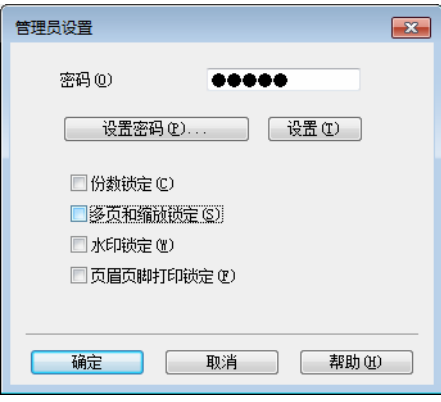 管理员设置
密码(O) ●●●●●
设置密码(P)... 设置(T)
份数锁定(C)
多页和缩放锁定(S)
水印锁定(W)
页眉页脚打印锁定(F)
确定 取消 帮助(H)